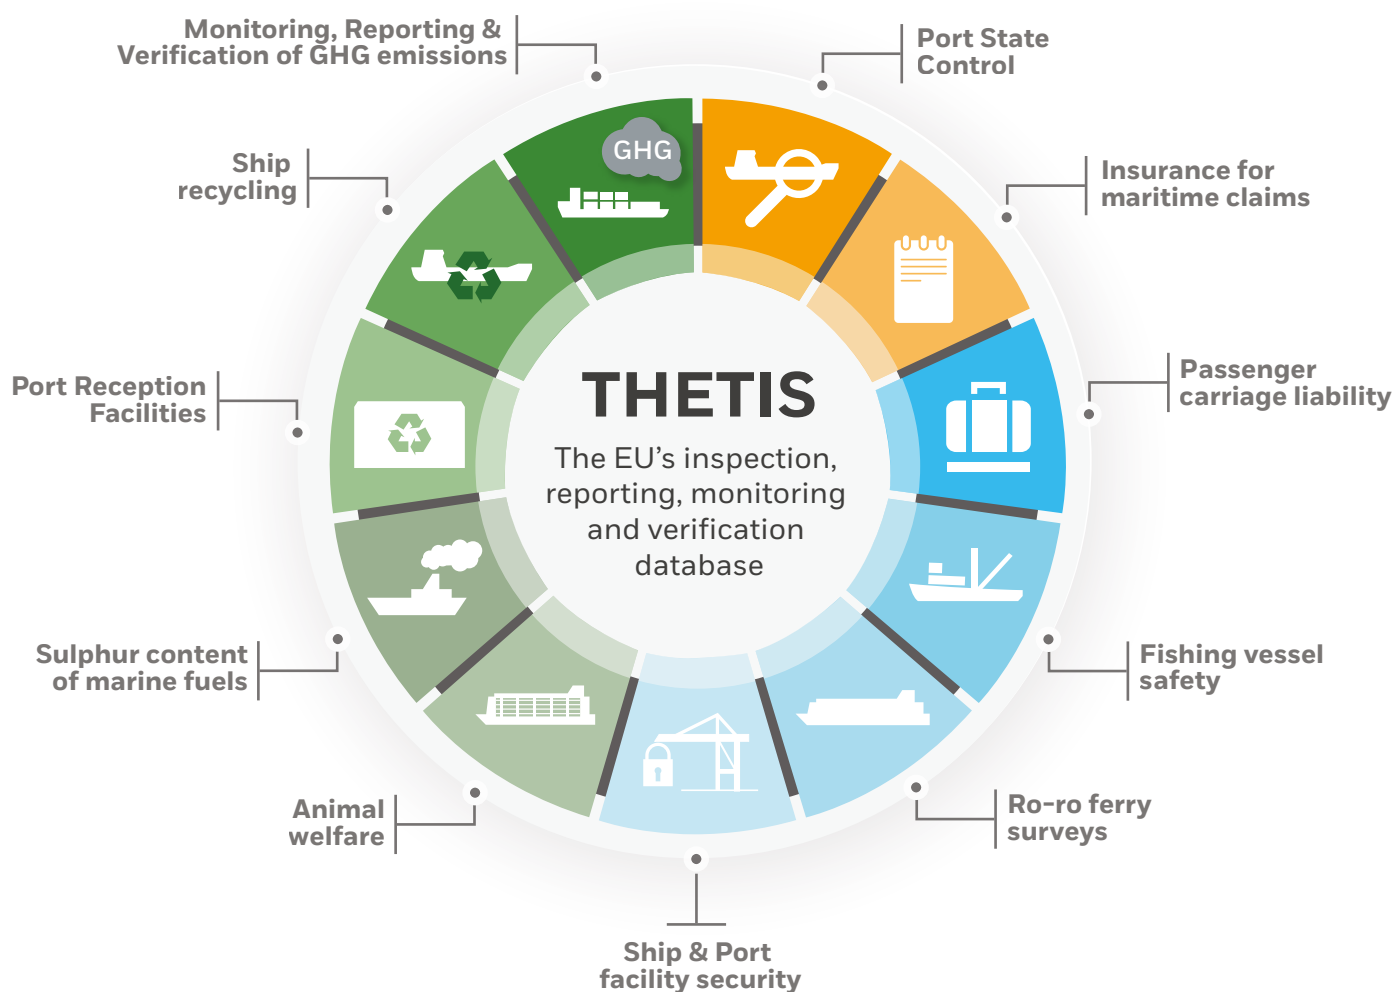 Monitoring, Reporting &
Verification of GHG emissions
Port State
Control
GHG
Ship
recycling
Insurance for
maritime claims
Port Reception
Facilities
Passenger
carriage liability
THETIS
The EU's inspection,
reporting, monitoring
and verification
database
Sulphur content
of marine fuels
Fishing vessel
safety
Animal
welfare
Ro-ro ferry
surveys
Ship & Port
facility security